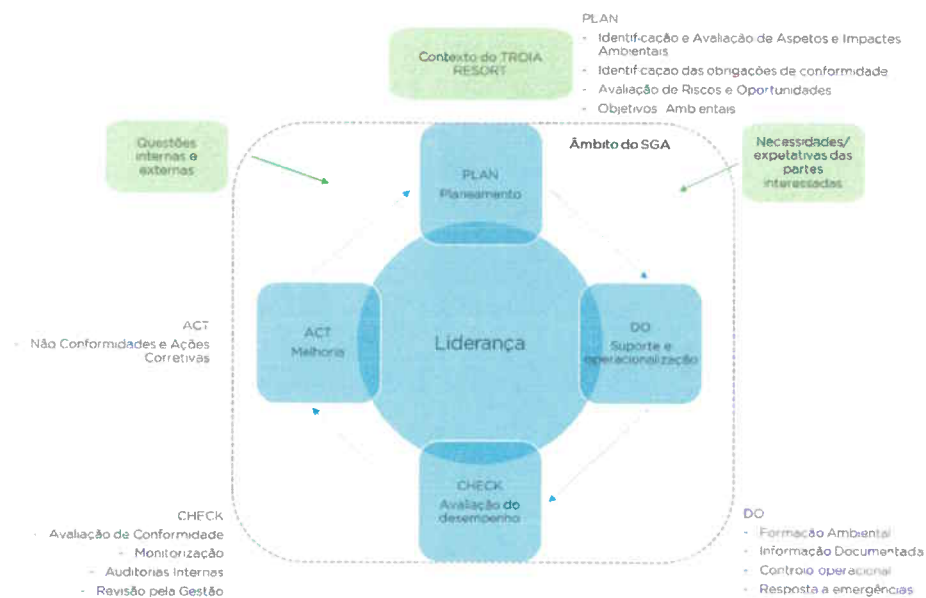 PLAN
- Identificação e Avaliação de Aspetos e Impactes
Ambientais
- Identificaçao das obrigações de conformidade
- Avaliação de Riscos e Oportunidades
- Objetivos Ambientais
Contexto do TROIA
RESORT
Questões
internas e
externas
Âmbito do SGA
Necessidades/
expetativas das
partes
interessadas
PLAN
Planeamento
ACT
- Não Conformidades e Ações
Corretivas
ACT
Melhoria
Liderança
DO
Suporte e
operacionalização
CHECK
Avaliação do
desempenho
CHECK
- Avaliação de Conformidade
- Monitorização
- Auditorias Internas
- Revisão pela Gestão
DO
- Formação Ambiental
- Informação Documentada
- Controlo operacional
- Resposta a emergências